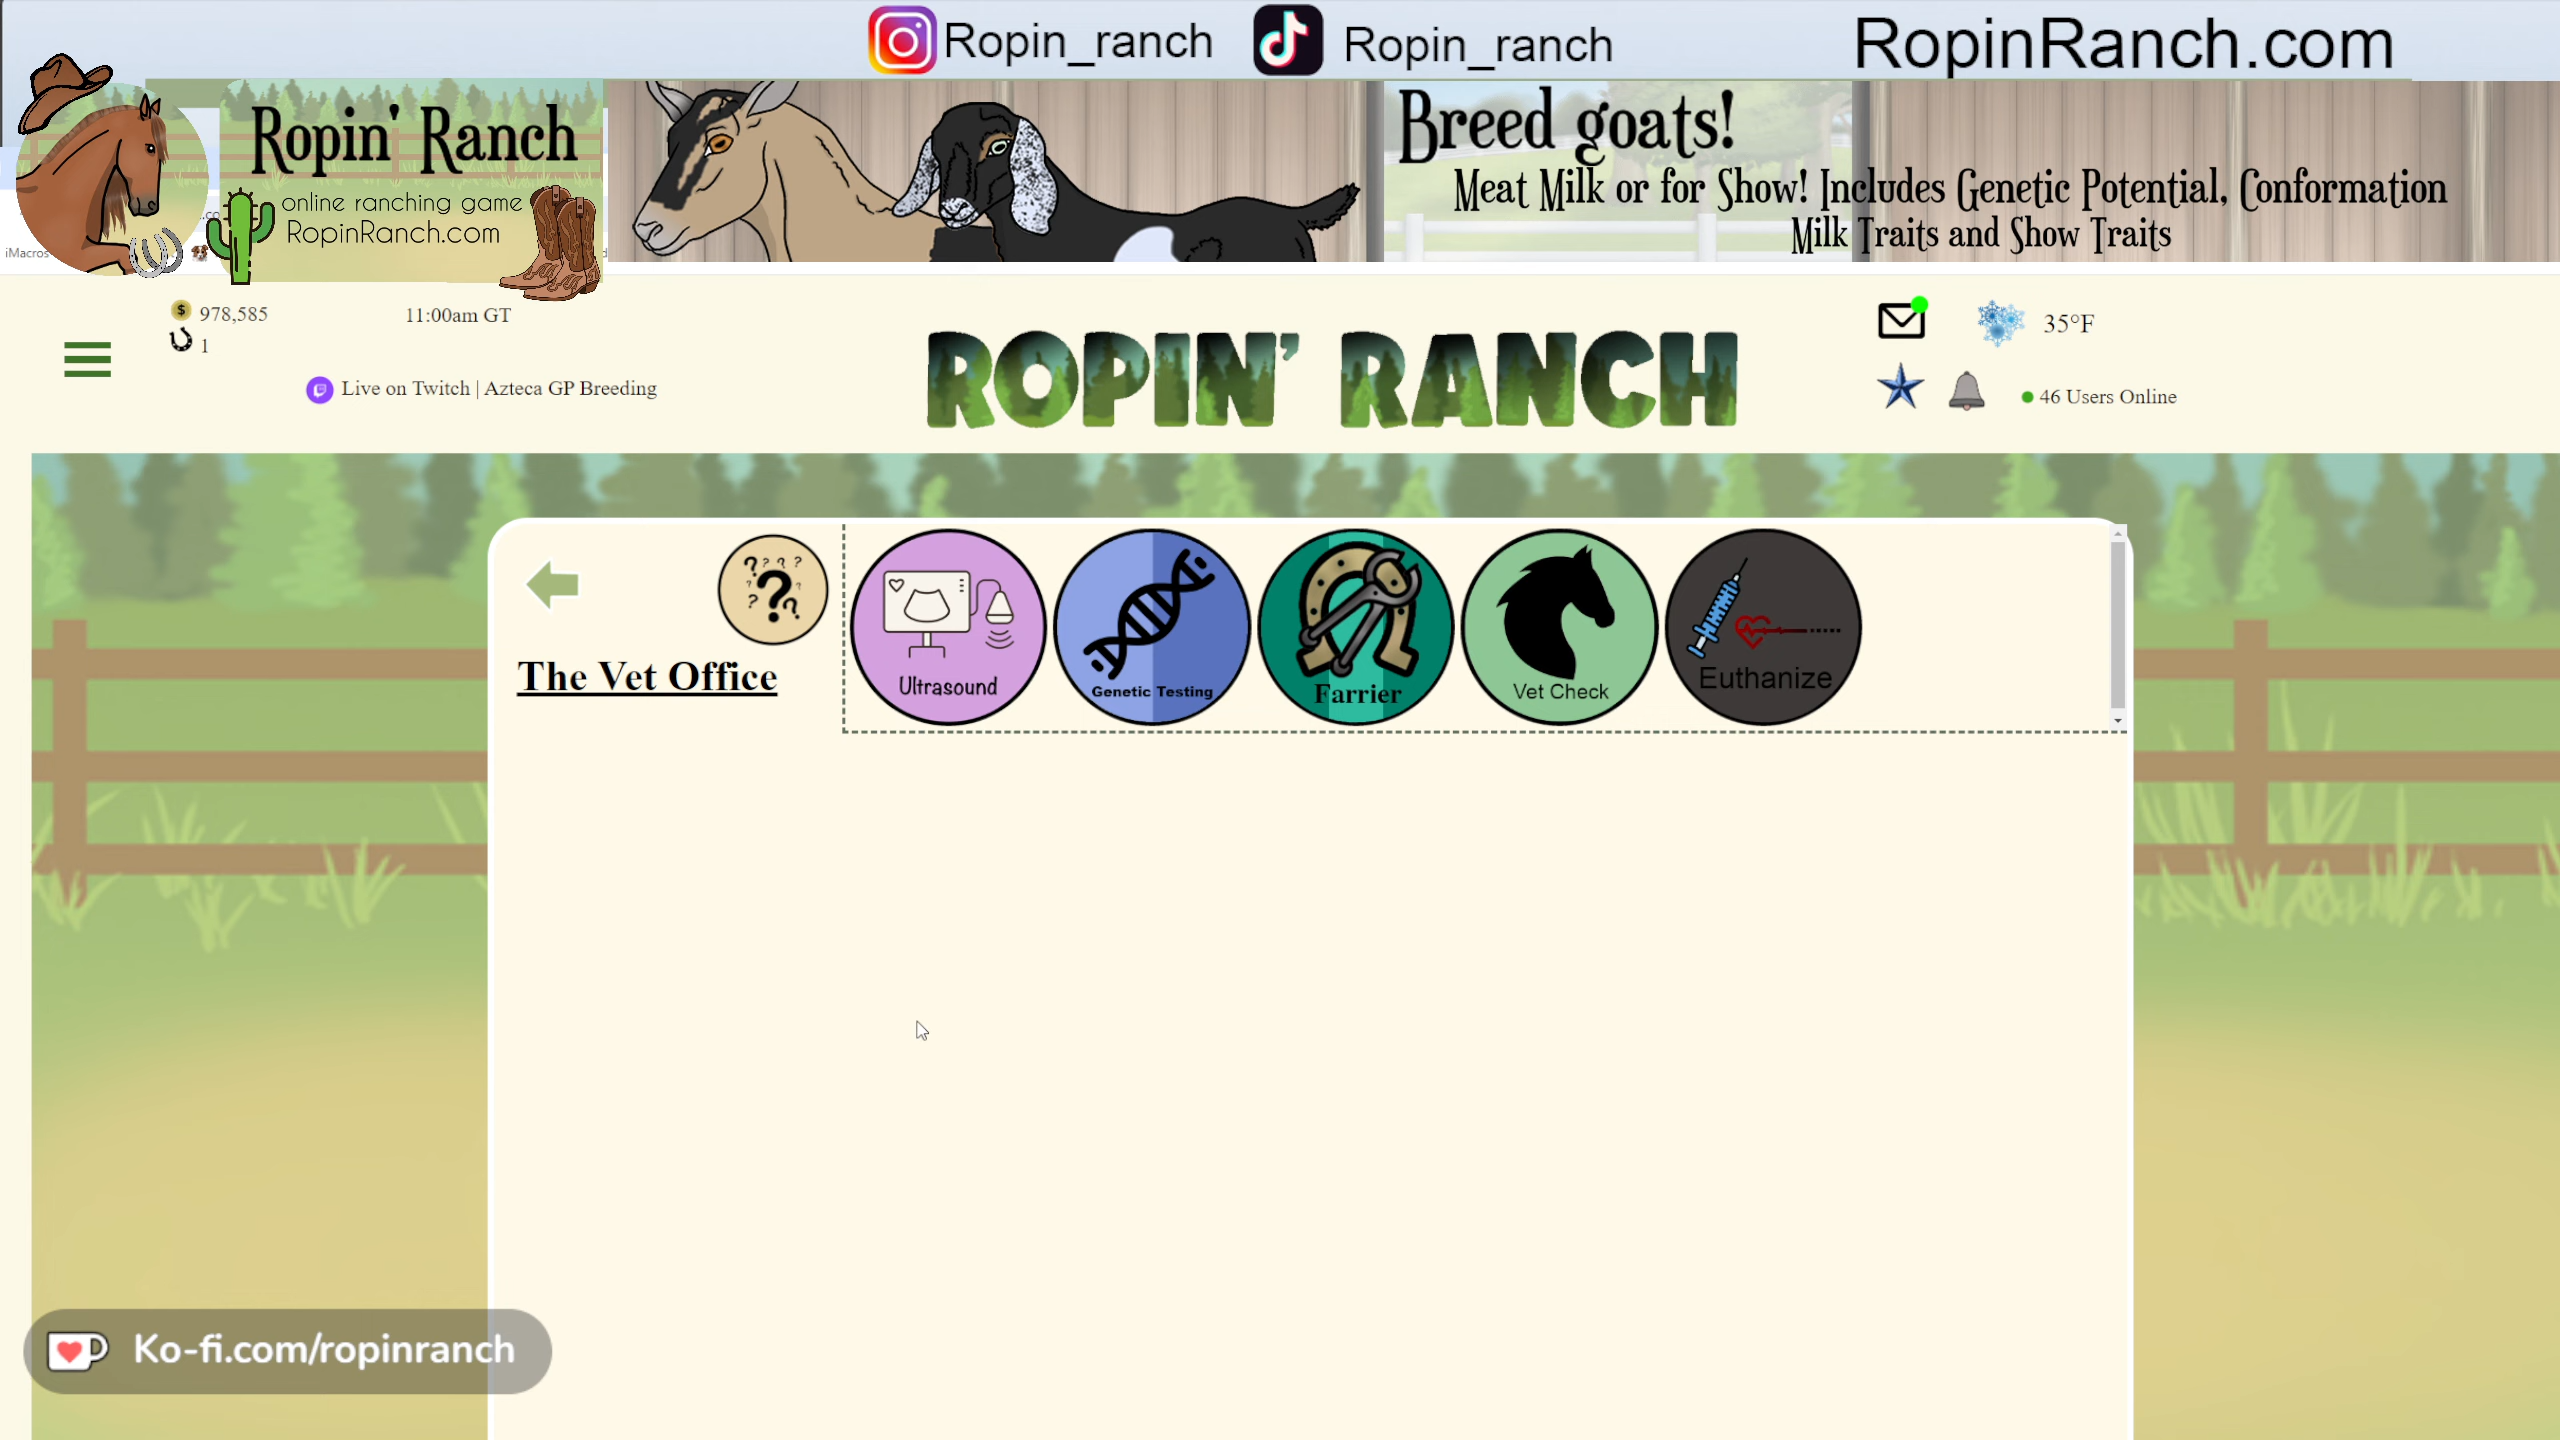 Ropin_ranch
Ropin_ranch
RopinRanch.com
Ropin' Ranch
online ranching game
RopinRanch.com
Breed goats!
Meat Milk or for Show! Includes Genetic Potential, Conformation
Milk Traits and Show Traits
iMacros
978,585
1
11:00am GT
Live on Twitch | Azteca GP Breeding
ROPIN' RANCH
35°F
46 Users Online
The Vet Office
Ultrasound
Genetic Testing
Farrier
Vet Check
Euthanize
Ko-fi.com/ropinranch